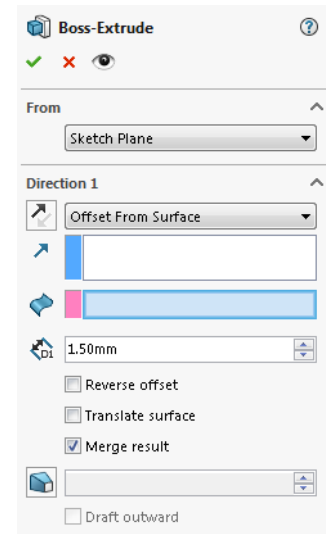 Boss-Extrude
?
From
Sketch Plane
Direction 1
Offset From Surface
D1
1.50mm
Reverse offset
Translate surface
Merge result
Draft outward